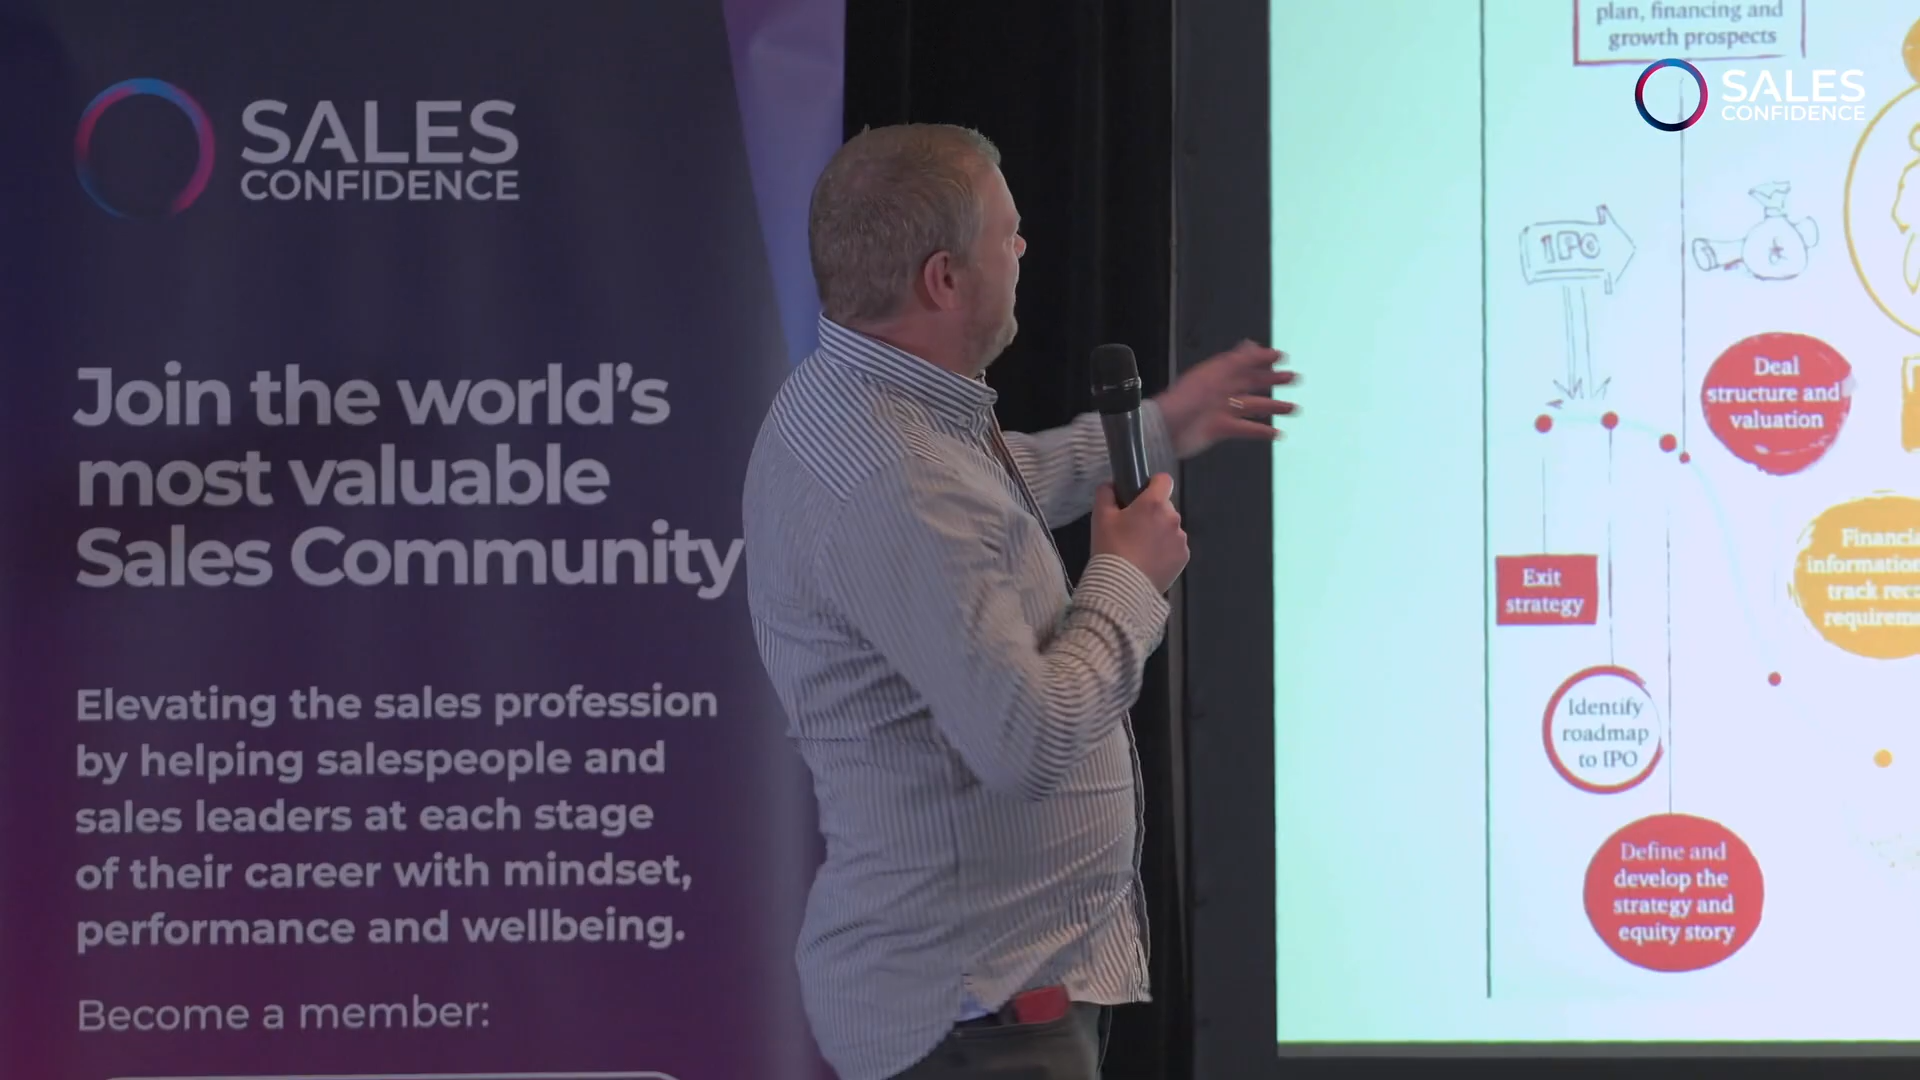 SALES
CONFIDENCE
Join the world's
most valuable
Sales Community
Elevating the sales profession
by helping salespeople and
sales leaders at each stage
of their career with mindset,
performance and wellbeing.
Become a member:
plan, financing and
growth prospects
SALES
CONFIDENCE
IPO
Deal
structure and
valuation
Exit
strategy
information
Identify
roadmap
to IPO
Define and
develop the
strategy and
equity story